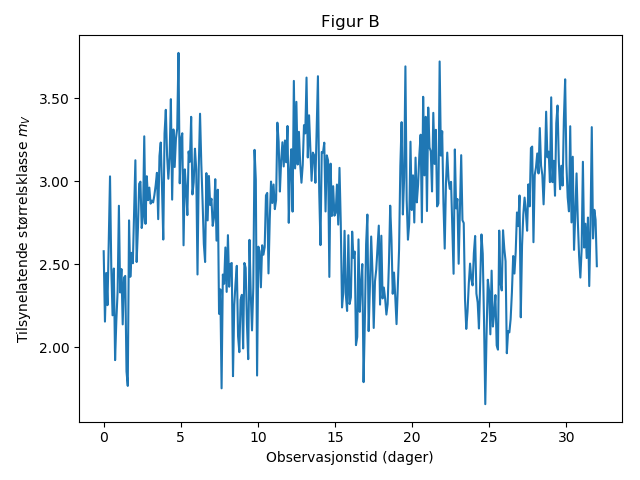 Figur B
Tilsynelatende størrelsklasse $m_V$
3.50
3.00
2.50
2.00
0 5 10 15 20 25 30
Observasjonstid (dager)